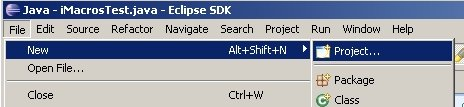 Java - iMacrosTest.java - Eclipse SDK
File Edit Source Refactor Navigate Search Project Run Window Help
New Alt+Shift+N Project...
Open File... Package
Close Ctrl+W Class